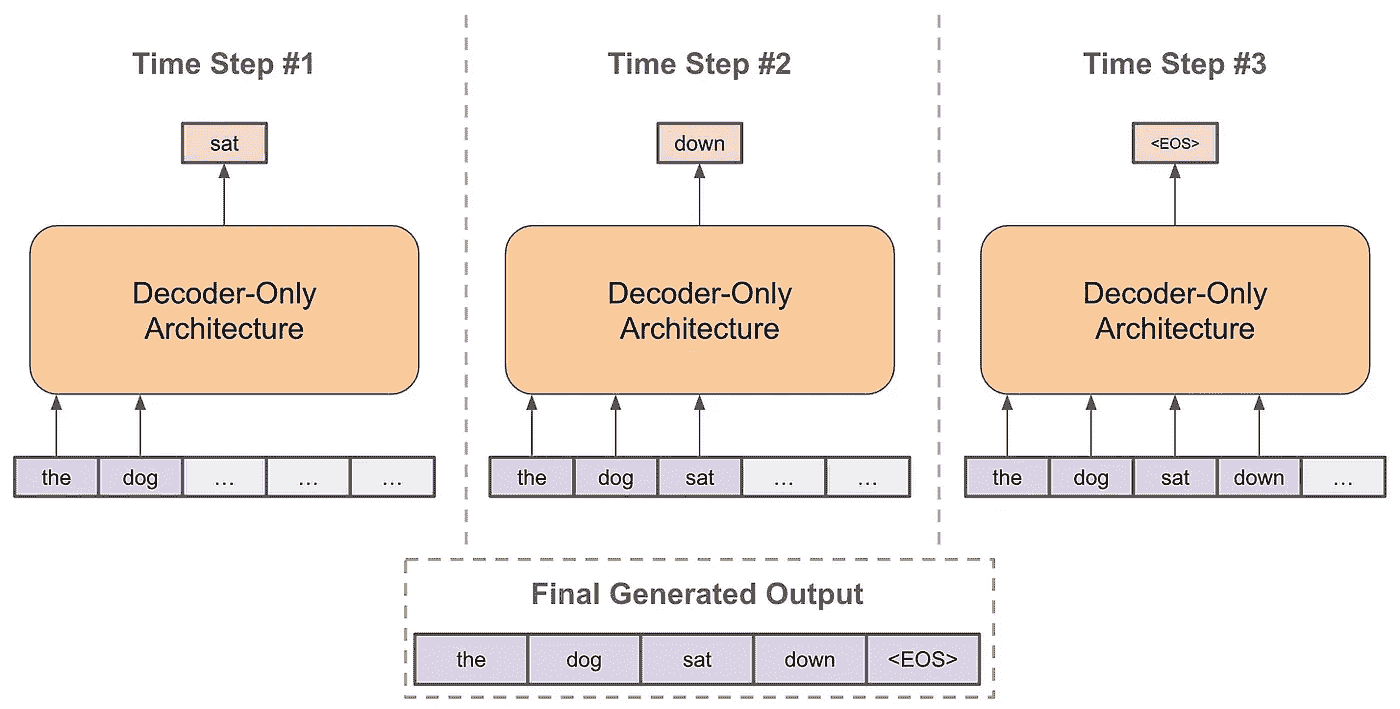 Time Step #1
Time Step #2
Time Step #3
sat
down
<EOS>
Decoder-Only
Architecture
Decoder-Only
Architecture
Decoder-Only
Architecture
the dog ... ... ...
the dog sat ... ...
the dog sat down ...
Final Generated Output
the dog sat down <EOS>